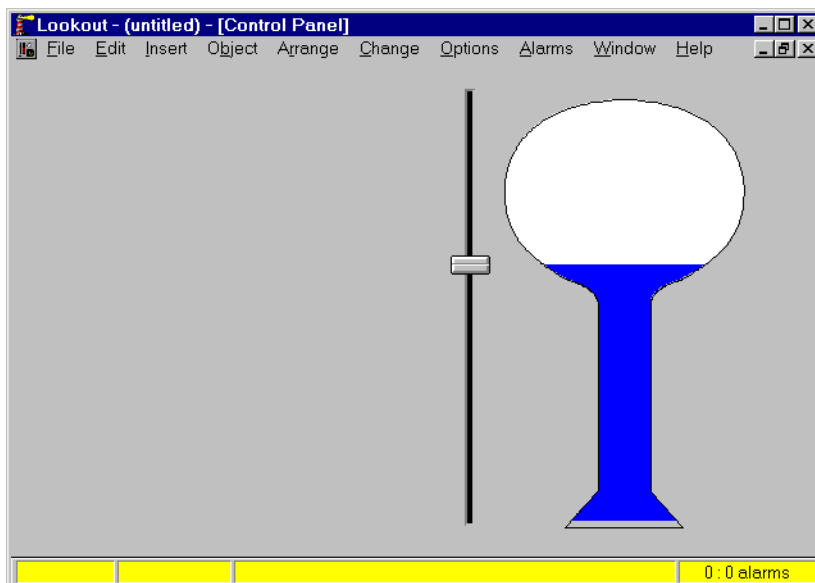 Lookout - (untitled) - [Control Panel]
File Edit Insert Object Arrange Change Options Alarms Window Help
0 : 0 alarms